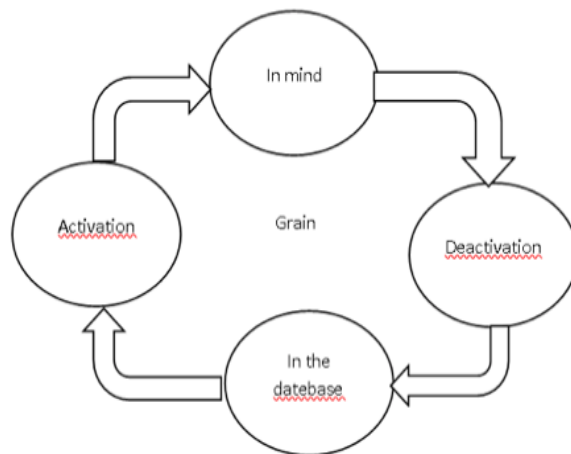 In mind
Activation
Grain
Deactivation
In the
datebase